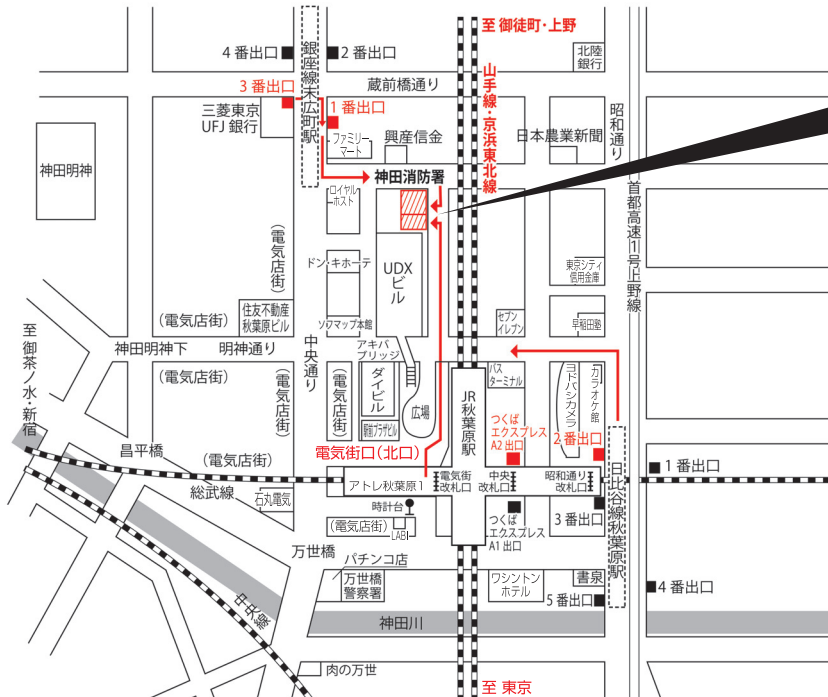 至 御徒町・上野
4 番出口
2 番出口
北陸
銀行
銀座線末広町駅
3 番出口
蔵前橋通り
山手線・京浜東北線
昭和通り
三菱東京
UFJ 銀行
1 番出口
ファミリー
マート
興産信金
日本農業新聞
神田明神
神田消防署
首都高速1号上野線
ロイヤル
ホスト
(電気店街)
ドン・キホーテ
UDX
ビル
東京シティ
信用金庫
住友不動産
秋葉原ビル
(電気店街)
ソフマップ本館
セブン
イレブン
早稲田塾
至 御茶ノ水・新宿
神田明神下
明神通り
中央通り
アキバ
ブリッジ
(電気店街)
(電気店街)
(電気店街)
ダイビル
広場
JR秋葉原駅
バス
ターミナル
ヨドバシカメラ
カラオケ館
駅前プラザビル
つくば
エクスプレス
A2 出口
2 番出口
電気街口(北口)
昌平橋
(電気店街)
総武線
石丸電気
アトレ秋葉原 1
電気街
改札口
中央
改札口
昭和通り
改札口
日比谷線秋葉原駅
1 番出口
時計台
(電気店街)
LABI
つくば
エクスプレス
A1 出口
3 番出口
万世橋
パチンコ店
万世橋
警察署
ワシントン
ホテル
書泉
5 番出口
4 番出口
中央線
神田川
肉の万世
至 東京